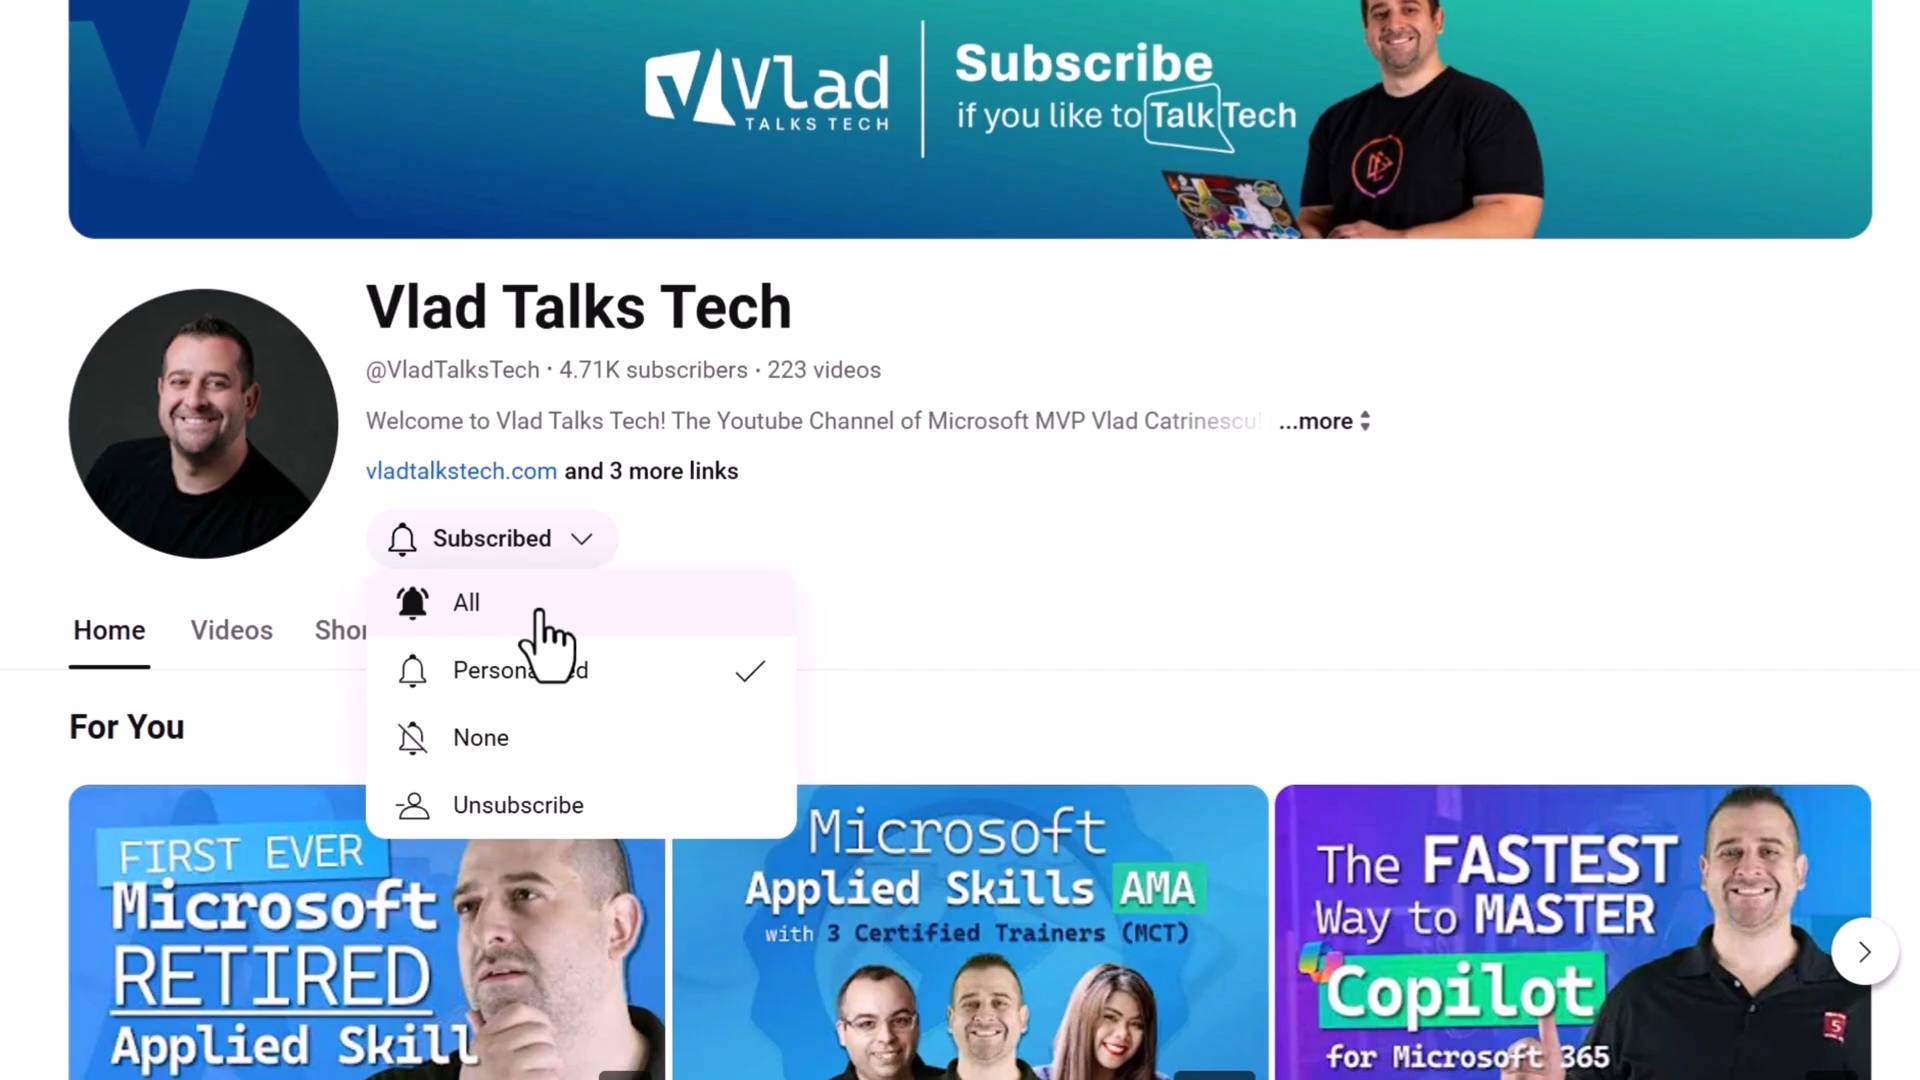 Vlad
TALKS TECH
Subscribe
if you like to Talk Tech
Vlad Talks Tech
@VladTalksTech • 4.71K subscribers • 223 videos
Welcome to Vlad Talks Tech! The Youtube Channel of Microsoft MVP Vlad Catrinescu! ...more
vladtalkstech.com and 3 more links
Subscribed
All
Home Videos
None
Unsubscribe
For You
FIRST EVER
Microsoft
RETIRED
Applied Skill
Microsoft
Applied Skills AMA
with 3 Certified Trainers (MCT)
The FASTEST
Way to MASTER
Copilot
for Microsoft 365
5